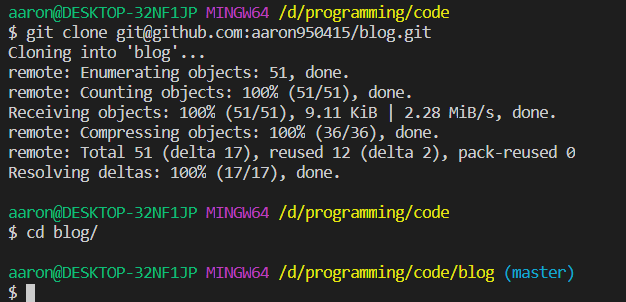 aaron@DESKTOP-32NF1JP MINGW64 /d/programming/code
$ git clone git@github.com:aaron950415/blog.git
Cloning into 'blog'...
remote: Enumerating objects: 51, done.
remote: Counting objects: 100% (51/51), done.
Receiving objects: 100% (51/51), 9.11 KiB | 2.28 MiB/s, done.
remote: Compressing objects: 100% (36/36), done.
remote: Total 51 (delta 17), reused 12 (delta 2), pack-reused 0
Resolving deltas: 100% (17/17), done.
aaron@DESKTOP-32NF1JP MINGW64 /d/programming/code
$ cd blog/
aaron@DESKTOP-32NF1JP MINGW64 /d/programming/code/blog (master)
$